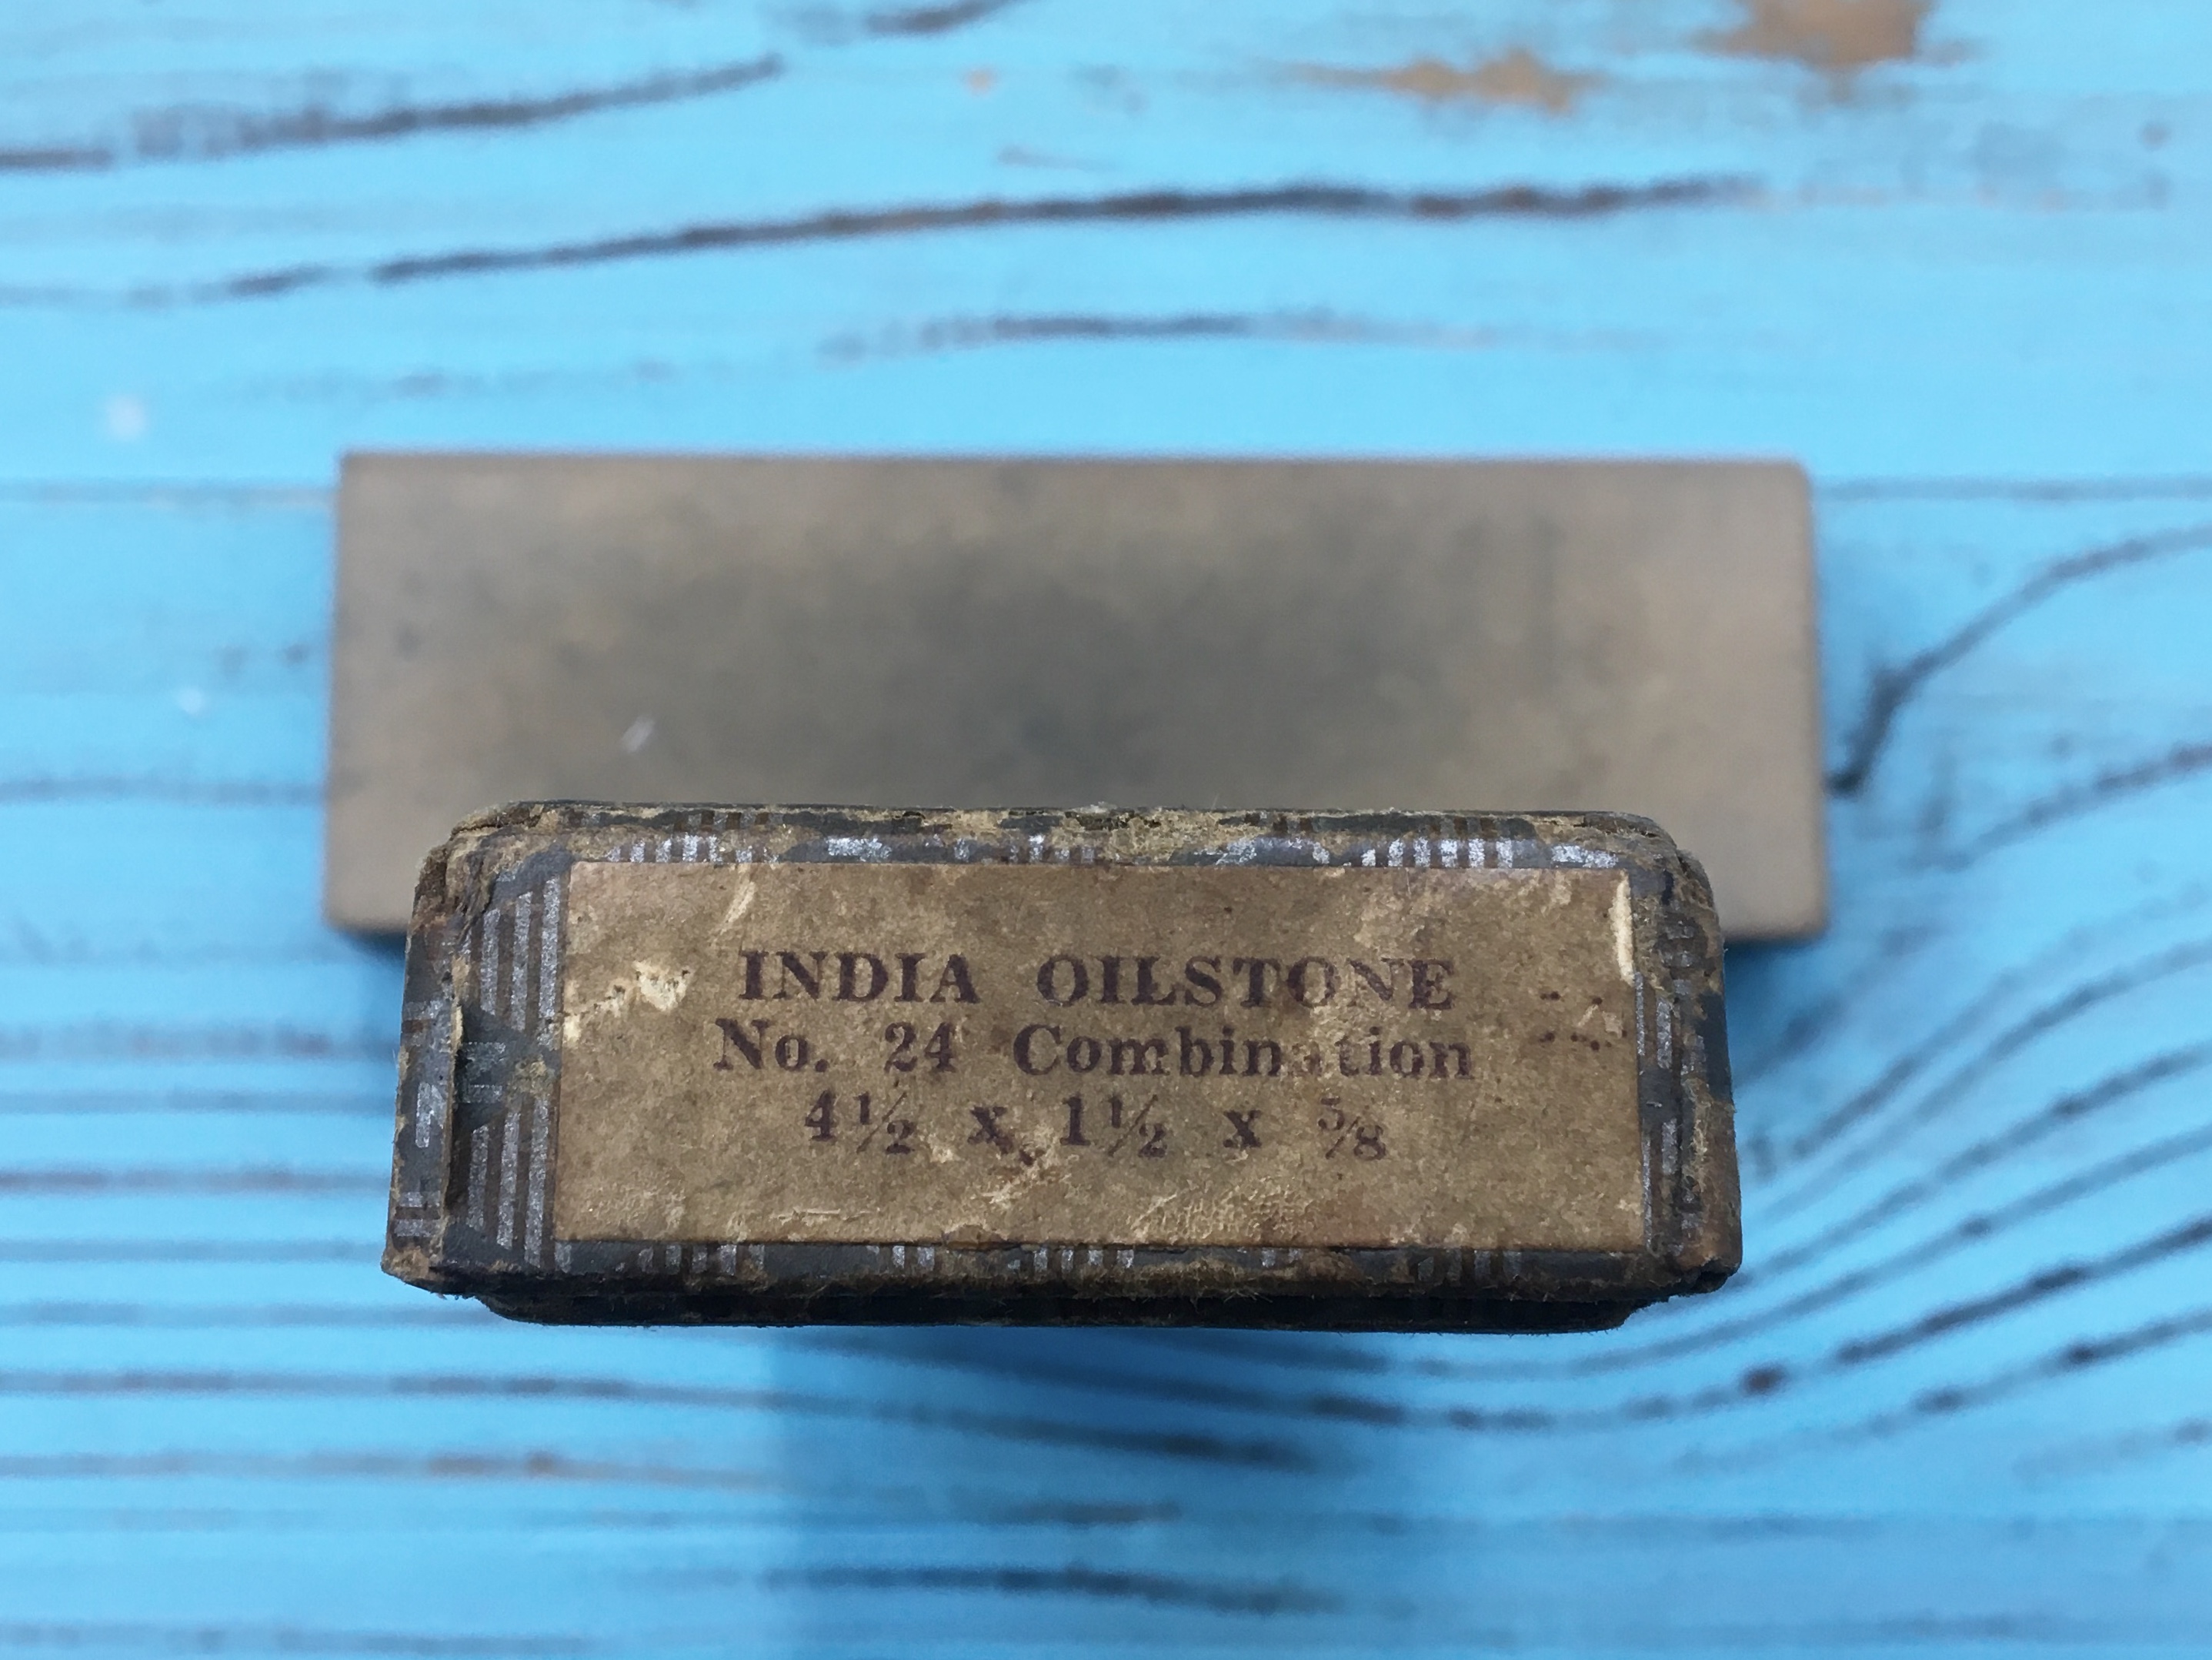 INDIA OILSTONE
No. 24 Combination
4½ x 1½ x ⅝